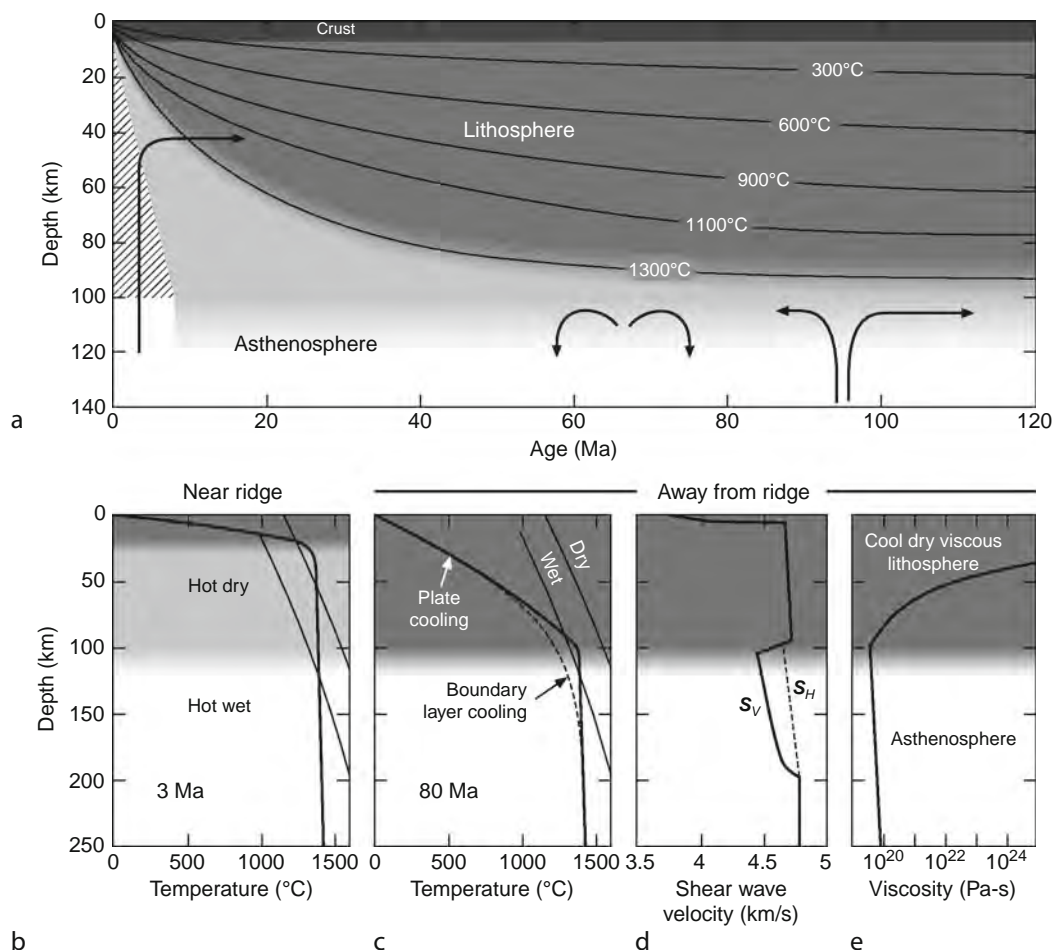 0
20
40
60
80
100
120
140
Depth (km)
Crust
300°C
600°C
Lithosphere
900°C
1100°C
1300°C
Asthenosphere
0
20
40
60
80
100
120
Age (Ma)
a
Near ridge
Away from ridge
0
50
100
150
200
250
Depth (km)
Hot dry
Hot wet
3 Ma
0
500
1000
1500
Temperature (°C)
b
Wet
Dry
Plate
cooling
Boundary
layer cooling
80 Ma
0
500
1000
1500
Temperature (°C)
c
SV
SH
3.5
4
4.5
5
Shear wave
velocity (km/s)
d
Cool dry viscous
lithosphere
Asthenosphere
10^20
10^22
10^24
Viscosity (Pa-s)
e